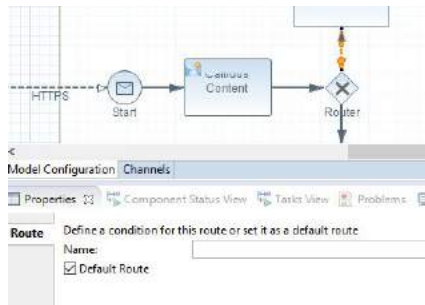 Content
HTTPS
Start
Router
<
Model Configuration Channels
Properties Component Status View Tasks View Problems
Route
Define a condition for this route or set it as a default route
Name:
Default Route